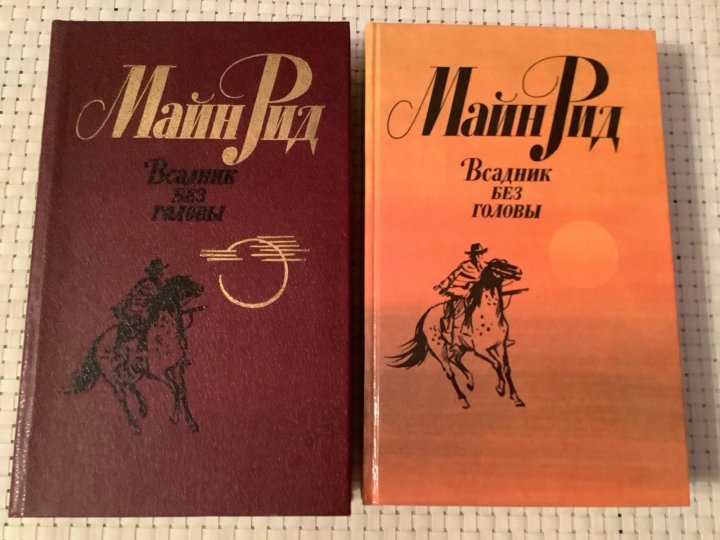 Майн Рид
Всадник
без
головы
Майн Рид
Всадник
без
головы